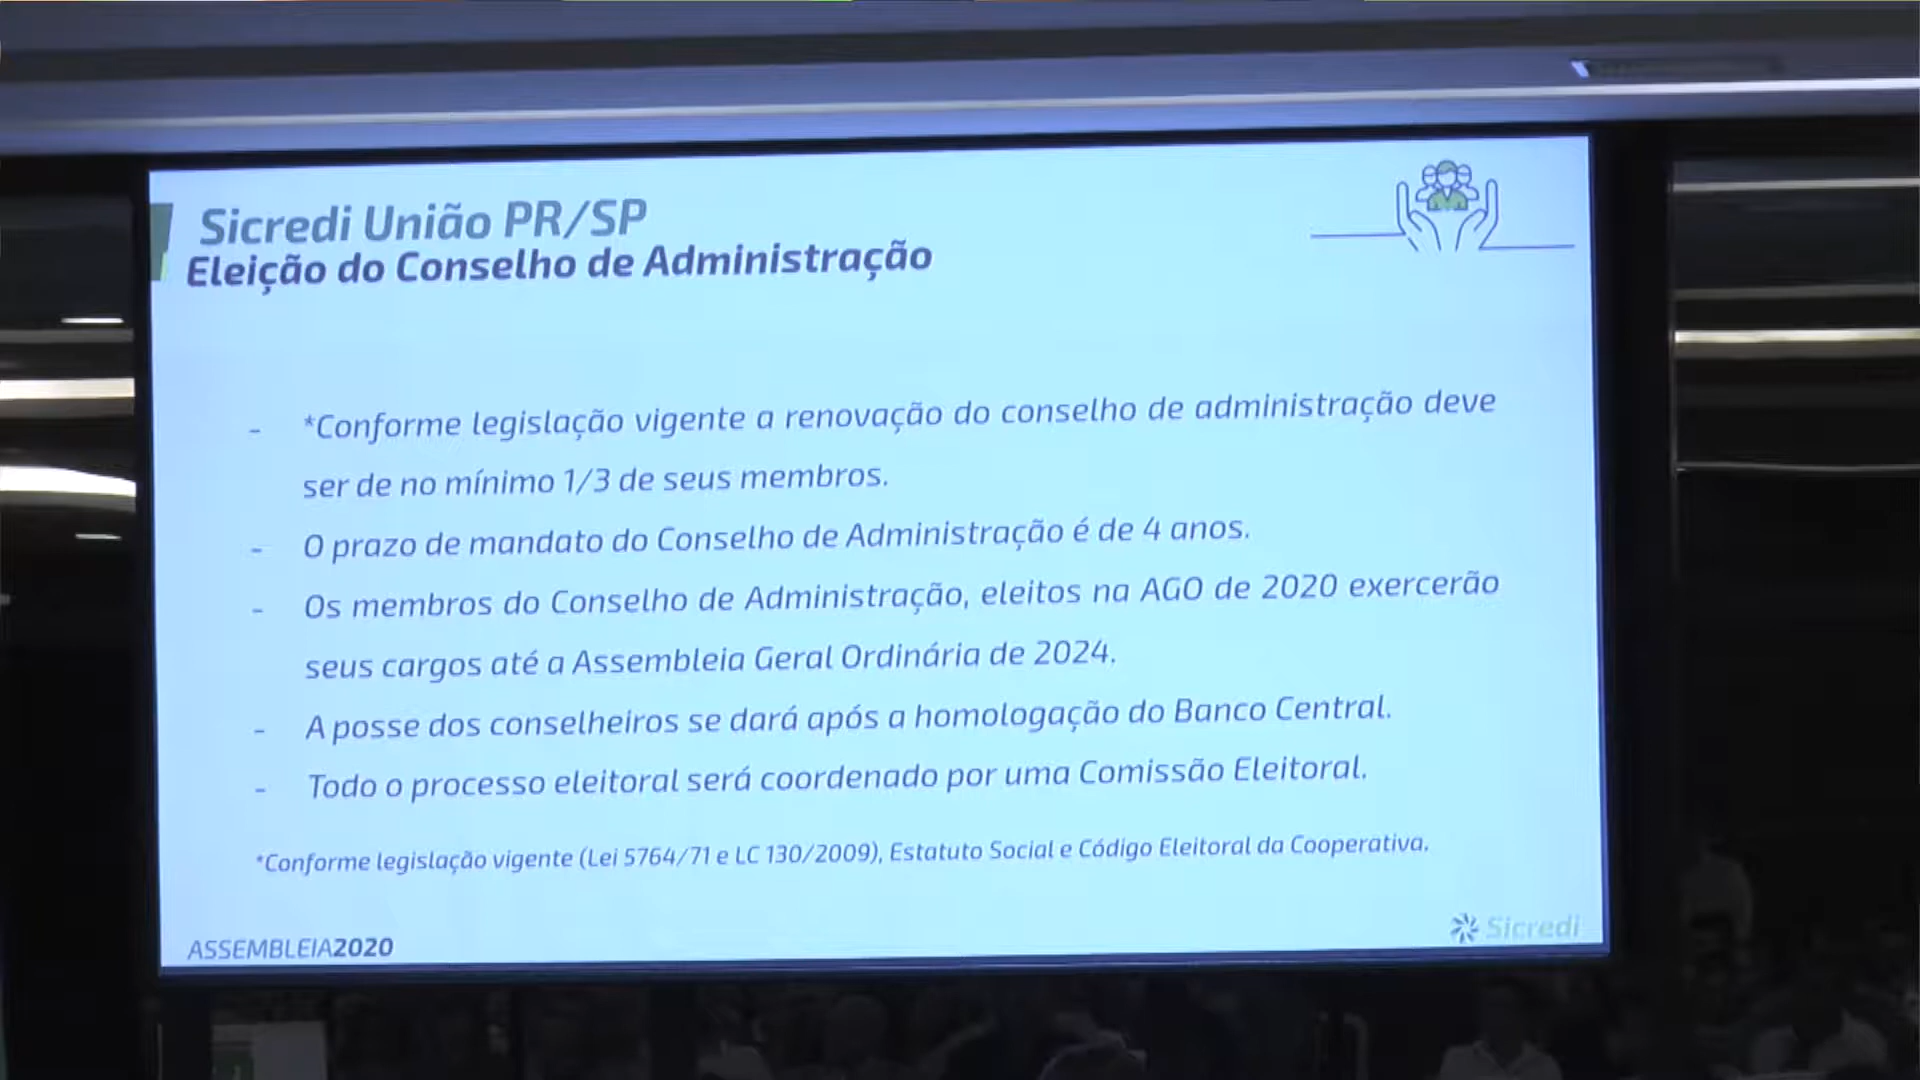 Sicredi União PR/SP
Eleição do Conselho de Administração
- *Conforme legislação vigente a renovação do conselho de administração deve
ser de no mínimo 1/3 de seus membros.
- O prazo de mandato do Conselho de Administração é de 4 anos.
- Os membros do Conselho de Administração, eleitos na AGO de 2020 exercerão
seus cargos até a Assembleia Geral Ordinária de 2024.
- A posse dos conselheiros se dará após a homologação do Banco Central.
- Todo o processo eleitoral será coordenado por uma Comissão Eleitoral.
*Conforme legislação vigente (Lei 5764/71 e LC 130/2009), Estatuto Social e Código Eleitoral da Cooperativa.
ASSEMBLEIA2020
Sicredi